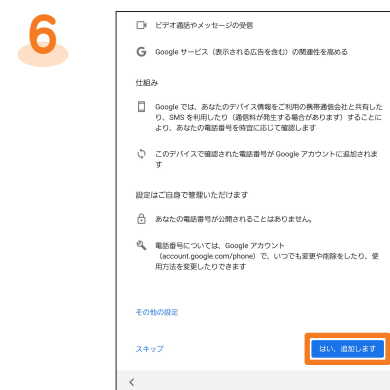 6
ビデオ通話やメッセージの受信
G Google サービス（表示される広告を含む）の関連性を高める
仕組み
Google では、あなたのデバイス情報をご利用の携帯通信会社と共有した
り、SMS を利用したり（通信料が発生する場合があります）することに
より、あなたの電話番号を時宜に応じて確認します
このデバイスで確認された電話番号が Google アカウントに追加されま
す
設定はご自身で管理いただけます
あなたの電話番号が公開されることはありません。
電話番号については、Google アカウント
（account.google.com/phone）で、いつでも変更や削除をしたり、使
用方法を変更したりできます
その他の設定
スキップ
はい、追加します